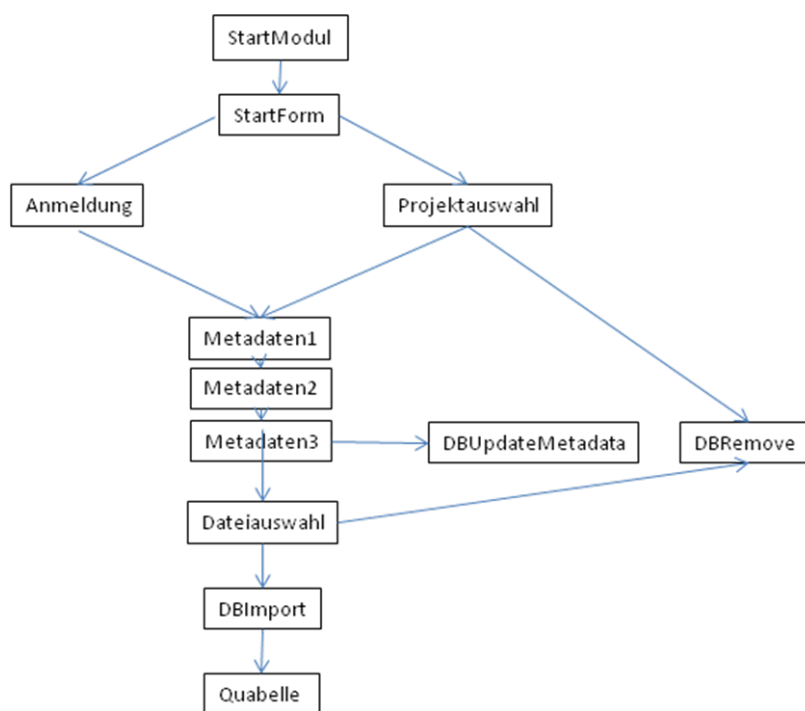 StartModul
StartForm
Anmeldung
Projektauswahl
Metadaten1
Metadaten2
Metadaten3
DBUpdateMetadata
DBRemove
Dateiauswahl
DBImport
Quabelle